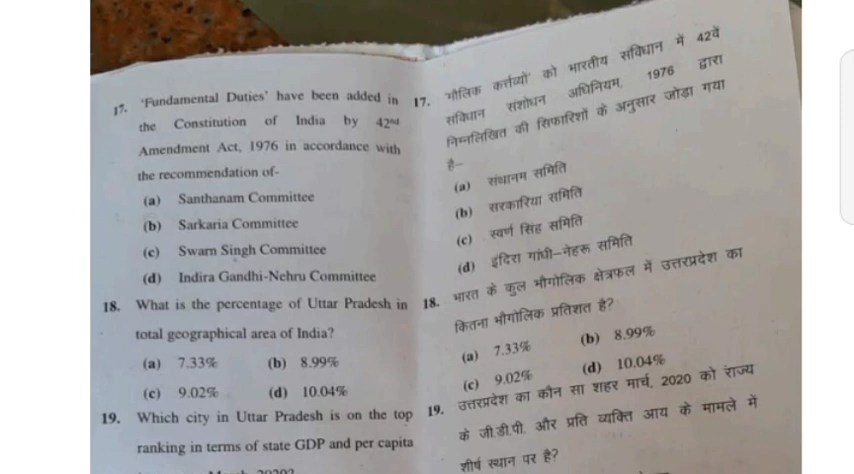 17. 'Fundamental Duties' have been added in
the Constitution of India by 42nd
Amendment Act, 1976 in accordance with
the recommendation of-
(a) Santhanam Committee
(b) Sarkaria Committee
(c) Swarn Singh Committee
(d) Indira Gandhi-Nehru Committee
18. What is the percentage of Uttar Pradesh in
total geographical area of India?
(a) 7.33% (b) 8.99%
(c) 9.02% (d) 10.04%
19. Which city in Uttar Pradesh is on the top
ranking in terms of state GDP and per capita
17. 'मौलिक कर्त्तव्यों' को भारतीय संविधान में 42वें
संविधान संशोधन अधिनियम, 1976 द्वारा
निम्नलिखित की सिफारिशों के अनुसार जोड़ा गया
है–
(a) संथानम समिति
(b) सरकारिया समिति
(c) स्वर्ण सिंह समिति
(d) इंदिरा गांधी–नेहरू समिति
18. भारत के कुल भौगोलिक क्षेत्रफल में उत्तरप्रदेश का
कितना भौगोलिक प्रतिशत है?
(a) 7.33% (b) 8.99%
(c) 9.02% (d) 10.04%
19. उत्तरप्रदेश का कौन सा शहर मार्च, 2020 को राज्य
के जी.डी.पी. और प्रति व्यक्ति आय के मामले में
शीर्ष स्थान पर है?